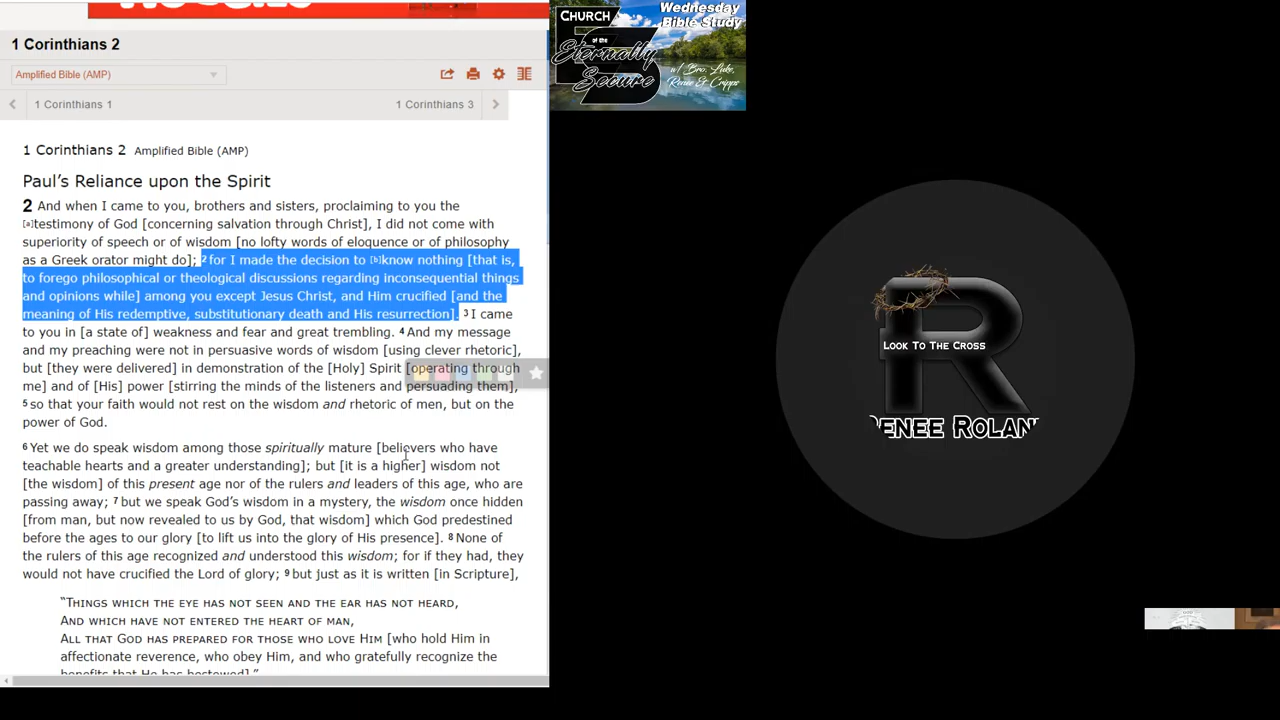 1 Corinthians 2
Amplified Bible (AMP)
1 Corinthians 1
1 Corinthians 3
1 Corinthians 2 Amplified Bible (AMP)
Paul's Reliance upon the Spirit
2 And when I came to you, brothers and sisters, proclaiming to you the
[a]testimony of God [concerning salvation through Christ], I did not come with
superiority of speech or of wisdom [no lofty words of eloquence or of philosophy
as a Greek orator might do]; 2 for I made the decision to [b]know nothing [that is,
to forego philosophical or theological discussions regarding inconsequential things
and opinions while] among you except Jesus Christ, and Him crucified [and the
meaning of His redemptive, substitutionary death and His resurrection]. 3 I came
to you in [a state of] weakness and fear and great trembling. 4 And my message
and my preaching were not in persuasive words of wisdom [using clever rhetoric],
but [they were delivered] in demonstration of the [Holy] Spirit [operating through
me] and of [His] power [stirring the minds of the listeners and persuading them],
5 so that your faith would not rest on the wisdom and rhetoric of men, but on the
power of God.
6 Yet we do speak wisdom among those spiritually mature [believers who have
teachable hearts and a greater understanding]; but [it is a higher] wisdom not
[the wisdom] of this present age nor of the rulers and leaders of this age, who are
passing away; 7 but we speak God's wisdom in a mystery, the wisdom once hidden
[from man, but now revealed to us by God, that wisdom] which God predestined
before the ages to our glory [to lift us into the glory of His presence]. 8 None of
the rulers of this age recognized and understood this wisdom; for if they had, they
would not have crucified the Lord of glory; 9 but just as it is written [in Scripture],
"THINGS WHICH THE EYE HAS NOT SEEN AND THE EAR HAS NOT HEARD,
AND WHICH HAVE NOT ENTERED THE HEART OF MAN,
ALL THAT GOD HAS PREPARED FOR THOSE WHO LOVE HIM [who hold Him in
affectionate reverence, who obey Him, and who gratefully recognize the
benefits that He has bestowed]."
CHURCH
of the
Eternally
Secure
Wednesday
Bible Study
w/ Bro. Luke,
Renee & Cripps
R
LOOK TO THE CROSS
RENEE ROLAN